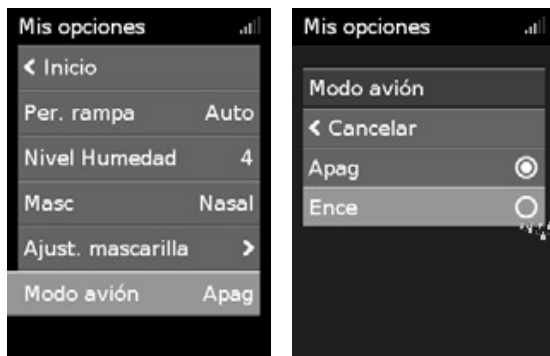 Mis opciones
< Inicio
Per. rampa Auto
Nivel Humedad 4
Masc Nasal
Ajust. mascarilla >
Modo avión Apag
Mis opciones
Modo avión
< Cancelar
Apag
Ence